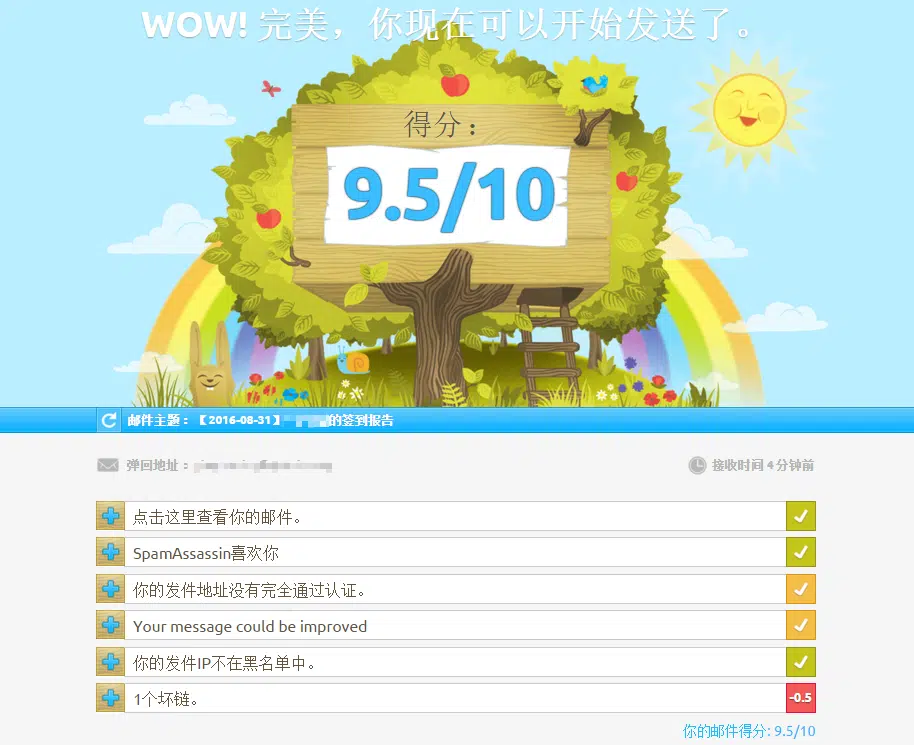 WOW! 完美，你现在可以开始发送了。
得分：
9.5/10
邮件主题：【2016-08-31】的签到报告
弹回地址：
接收时间 4 分钟前
点击这里查看你的邮件。
SpamAssassin喜欢你
你的发件地址没有完全通过认证。
Your message could be improved
你的发件IP不在黑名单中。
1个坏链。
-0.5
你的邮件得分: 9.5/10